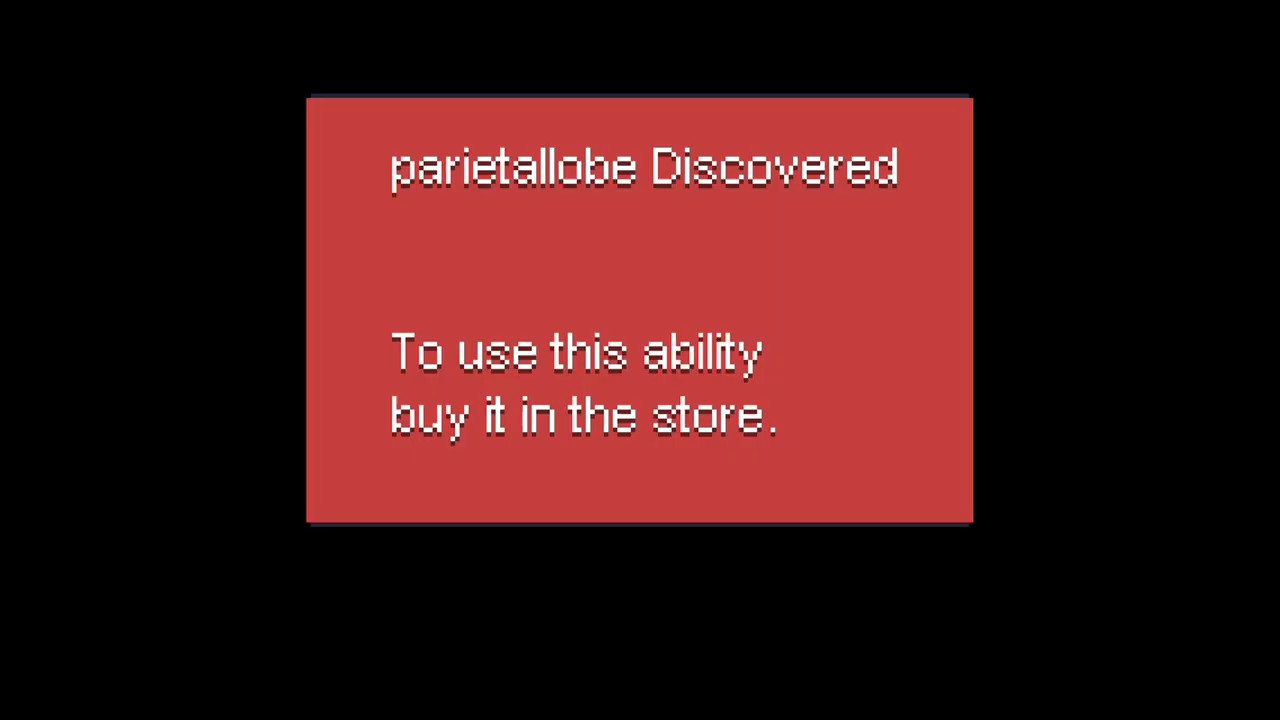 parietallobe Discovered
To use this ability
buy it in the store.